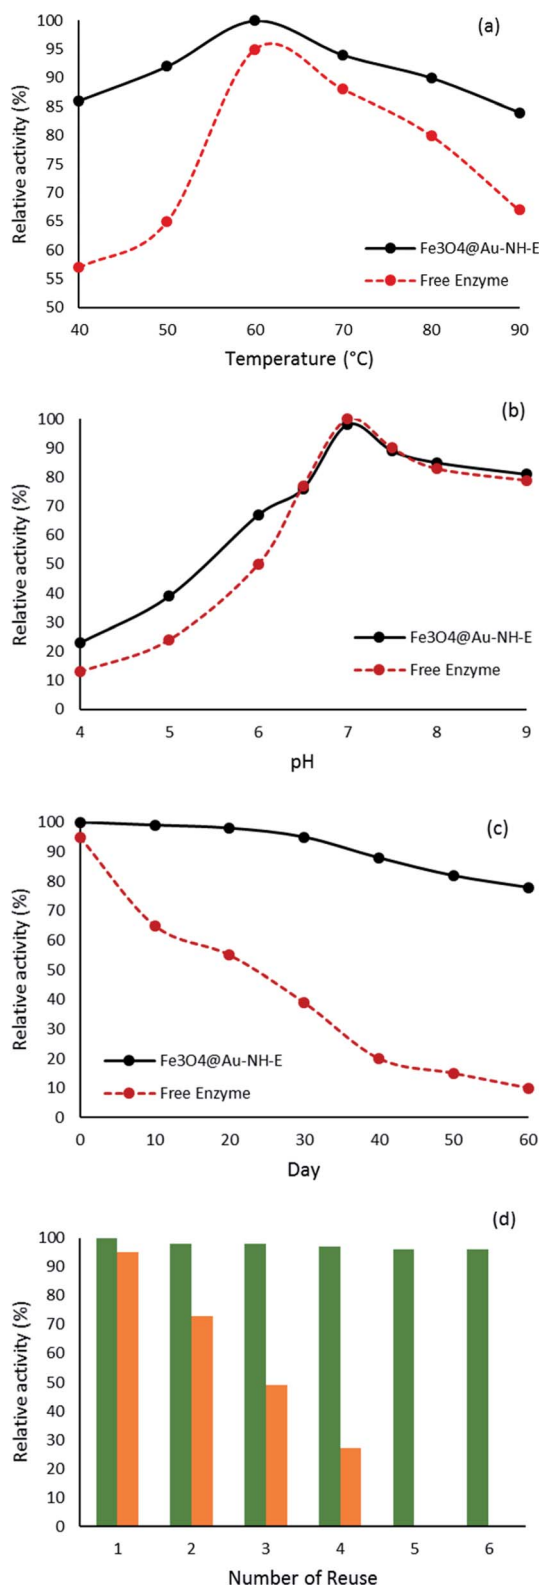 (a)
100
95
90
85
80
75
70
65
60
55
50
Relative activity (%)
Fe3O4@Au-NH-E
Free Enzyme
40 50 60 70 80 90
Temperature (°C)
(b)
100
90
80
70
60
50
40
30
20
10
0
Relative activity (%)
Fe3O4@Au-NH-E
Free Enzyme
4 5 6 7 8 9
pH
(c)
100
90
80
70
60
50
40
30
20
10
0
Relative activity (%)
Fe3O4@Au-NH-E
Free Enzyme
0 10 20 30 40 50 60
Day
(d)
100
90
80
70
60
50
40
30
20
10
0
Relative activity (%)
1 2 3 4 5 6
Number of Reuse